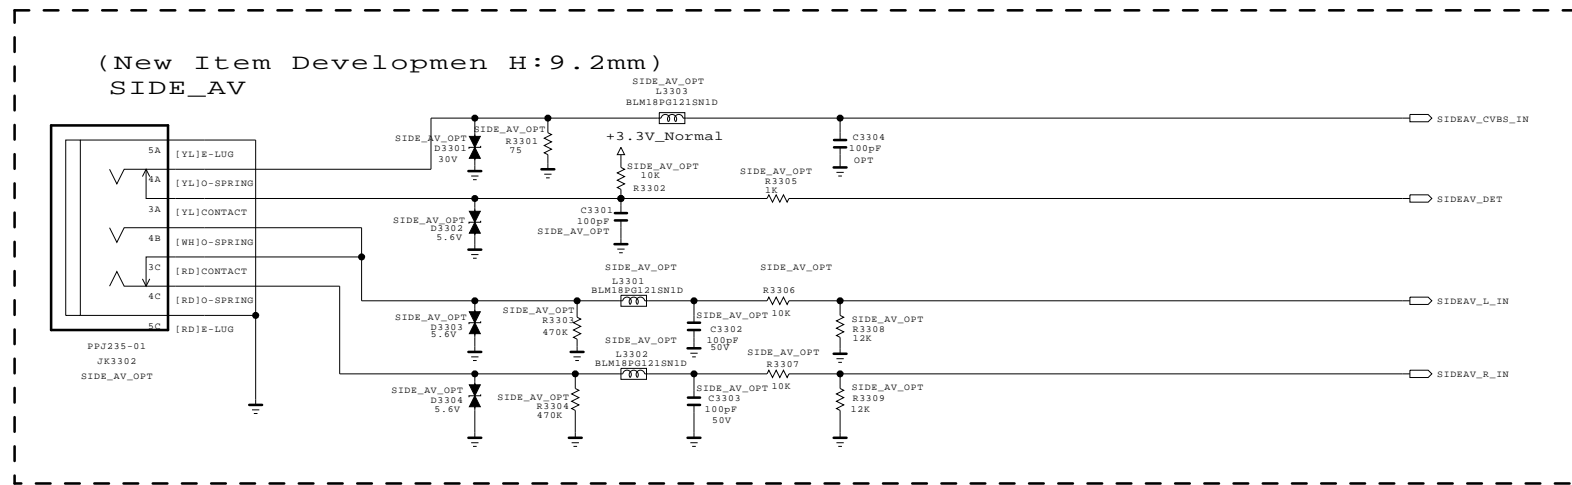 (New Item Developmen H:9.2mm)
SIDE_AV
SIDE_AV_OPT
L3303
BLM18PG121SN1D
SIDEAV_CVBS_IN
SIDE_AV_OPT
D3301
30V
SIDE_AV_OPT
R3301
75
+3.3V_Normal
C3304
100pF
OPT
SIDE_AV_OPT
10K
R3302
SIDE_AV_OPT
R3305
1K
SIDEAV_DET
5A
[YL]E-LUG
4A
[YL]O-SPRING
3A
[YL]CONTACT
4B
[WH]O-SPRING
3C
[RD]CONTACT
4C
[RD]O-SPRING
5C
[RD]E-LUG
PPJ235-01
JK3302
SIDE_AV_OPT
SIDE_AV_OPT
D3302
5.6V
C3301
100pF
SIDE_AV_OPT
SIDE_AV_OPT
L3301
BLM18PG121SN1D
SIDE_AV_OPT
R3306
10K
SIDEAV_L_IN
SIDE_AV_OPT
D3303
5.6V
SIDE_AV_OPT
R3303
470K
SIDE_AV_OPT
C3302
100pF
50V
SIDE_AV_OPT
R3308
12K
SIDE_AV_OPT
L3302
BLM18PG121SN1D
SIDE_AV_OPT
R3307
10K
SIDEAV_R_IN
SIDE_AV_OPT
D3304
5.6V
SIDE_AV_OPT
R3304
470K
SIDE_AV_OPT
C3303
100pF
50V
SIDE_AV_OPT
R3309
12K